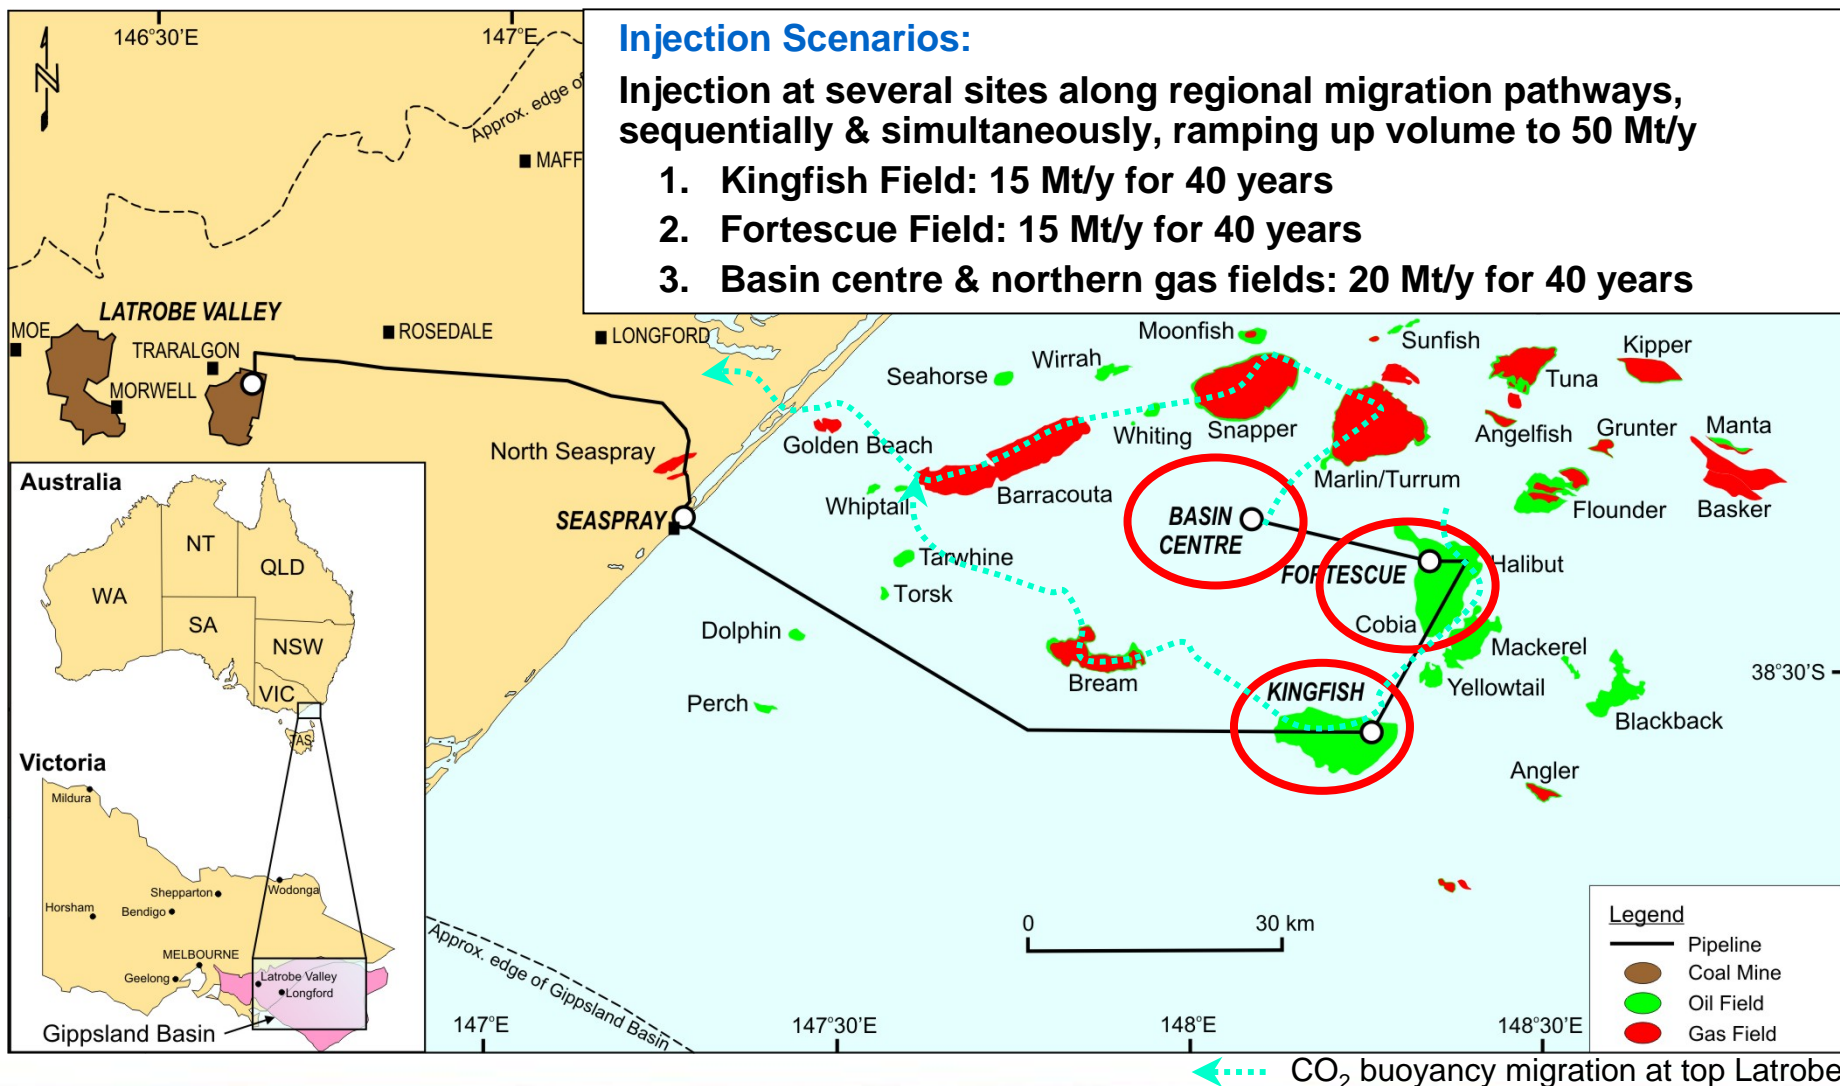 146°30'E
147°E
N
Injection Scenarios:
Injection at several sites along regional migration pathways,
sequentially & simultaneously, ramping up volume to 50 Mt/y
1. Kingfish Field: 15 Mt/y for 40 years
2. Fortescue Field: 15 Mt/y for 40 years
3. Basin centre & northern gas fields: 20 Mt/y for 40 years
Approx. edge of
MAFF
LATROBE VALLEY
MOE
TRARALGON
MORWELL
ROSEDALE
LONGFORD
North Seaspray
SEASPRAY
Moonfish
Sunfish
Kipper
Wirrah
Seahorse
Tuna
Golden Beach
Whiting
Snapper
Angelfish
Grunter
Manta
Whiptail
Barracouta
Marlin/Turrum
Flounder
Basker
BASIN
CENTRE
Tarwhine
FORTESCUE
Halibut
Torsk
Dolphin
Cobia
Mackerel
Bream
KINGFISH
Yellowtail
38°30'S
Perch
Blackback
Angler
Australia
NT
QLD
WA
SA
NSW
VIC
TAS
Victoria
Mildura
Shepparton
Wodonga
Horsham
Bendigo
MELBOURNE
Geelong
Latrobe Valley
Longford
Gippsland Basin
Approx. edge of Gippsland Basin
0 30 km
147°E
147°30'E
148°E
148°30'E
Legend
Pipeline
Coal Mine
Oil Field
Gas Field
CO₂ buoyancy migration at top Latrobe